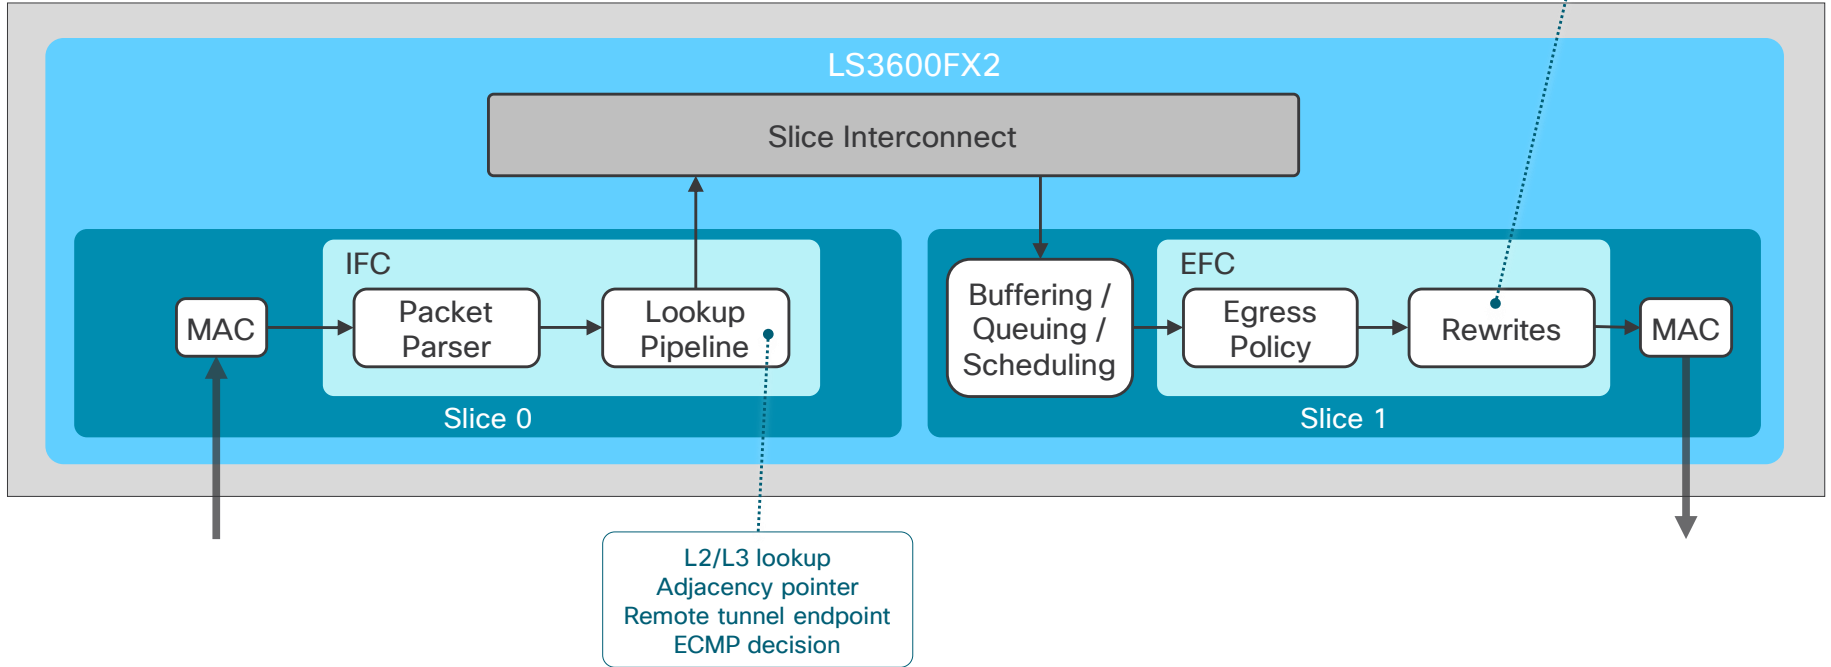 LS3600FX2
Slice Interconnect
IFC
MAC
Packet
Parser
Lookup
Pipeline
Slice 0
Buffering /
Queuing /
Scheduling
EFC
Egress
Policy
Rewrites
MAC
Slice 1
L2/L3 lookup
Adjacency pointer
Remote tunnel endpoint
ECMP decision